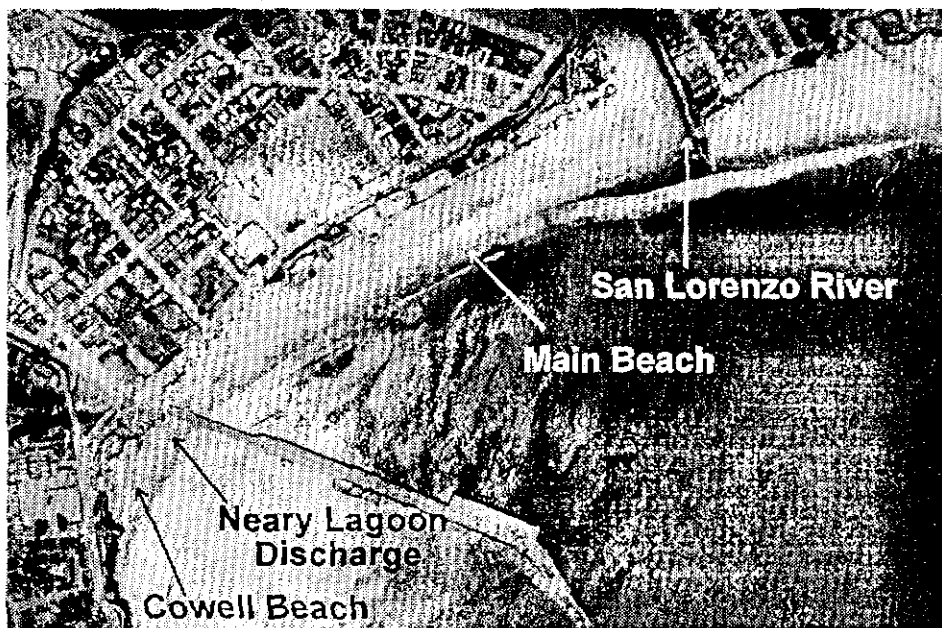 San Lorenzo River
Main Beach
Neary Lagoon
Discharge
Cowell Beach